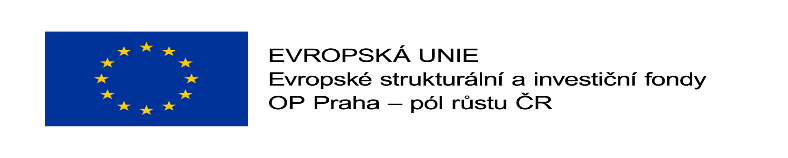 EVROPSKÁ UNIE
Evropské strukturální a investiční fondy
OP Praha – pól růstu ČR